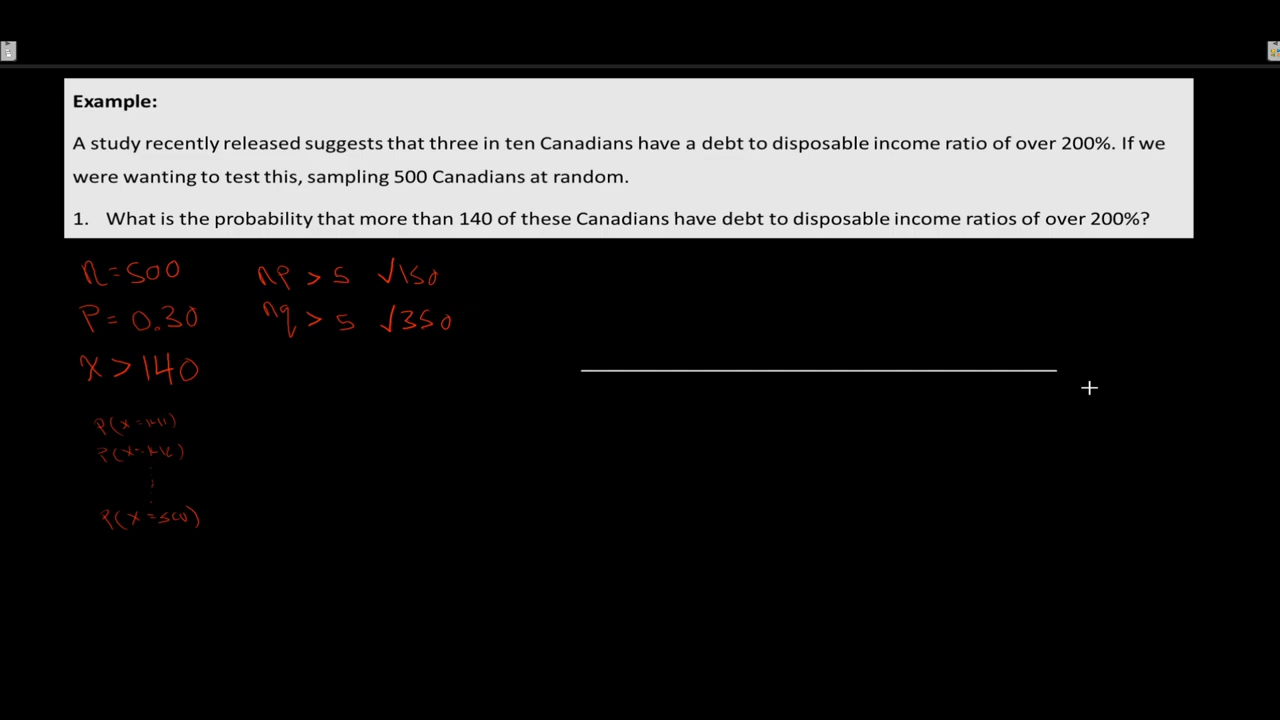 Example:
A study recently released suggests that three in ten Canadians have a debt to disposable income ratio of over 200%. If we
were wanting to test this, sampling 500 Canadians at random.
1. What is the probability that more than 140 of these Canadians have debt to disposable income ratios of over 200%?
n=500
np > 5 √150
P= 0.30
nq > 5 √350
x > 140
P(x=141)
P(x=142)
P(x=500)